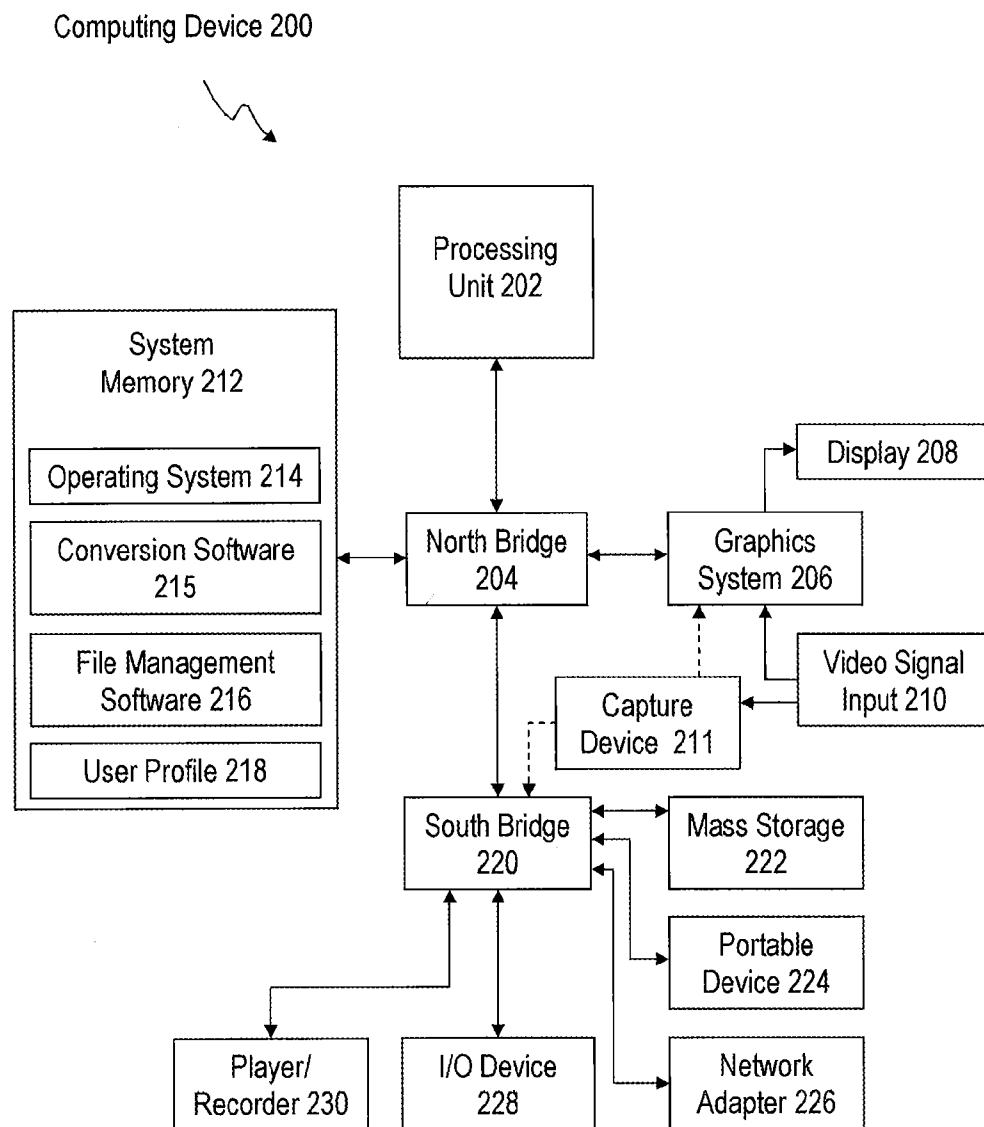 Computing Device 200
Processing
Unit 202
System
Memory 212
Operating System 214
Conversion Software
215
File Management
Software 216
User Profile 218
North Bridge
204
Graphics
System 206
Display 208
Video Signal
Input 210
Capture
Device 211
South Bridge
220
Mass Storage
222
Portable
Device 224
Network
Adapter 226
I/O Device
228
Player/
Recorder 230